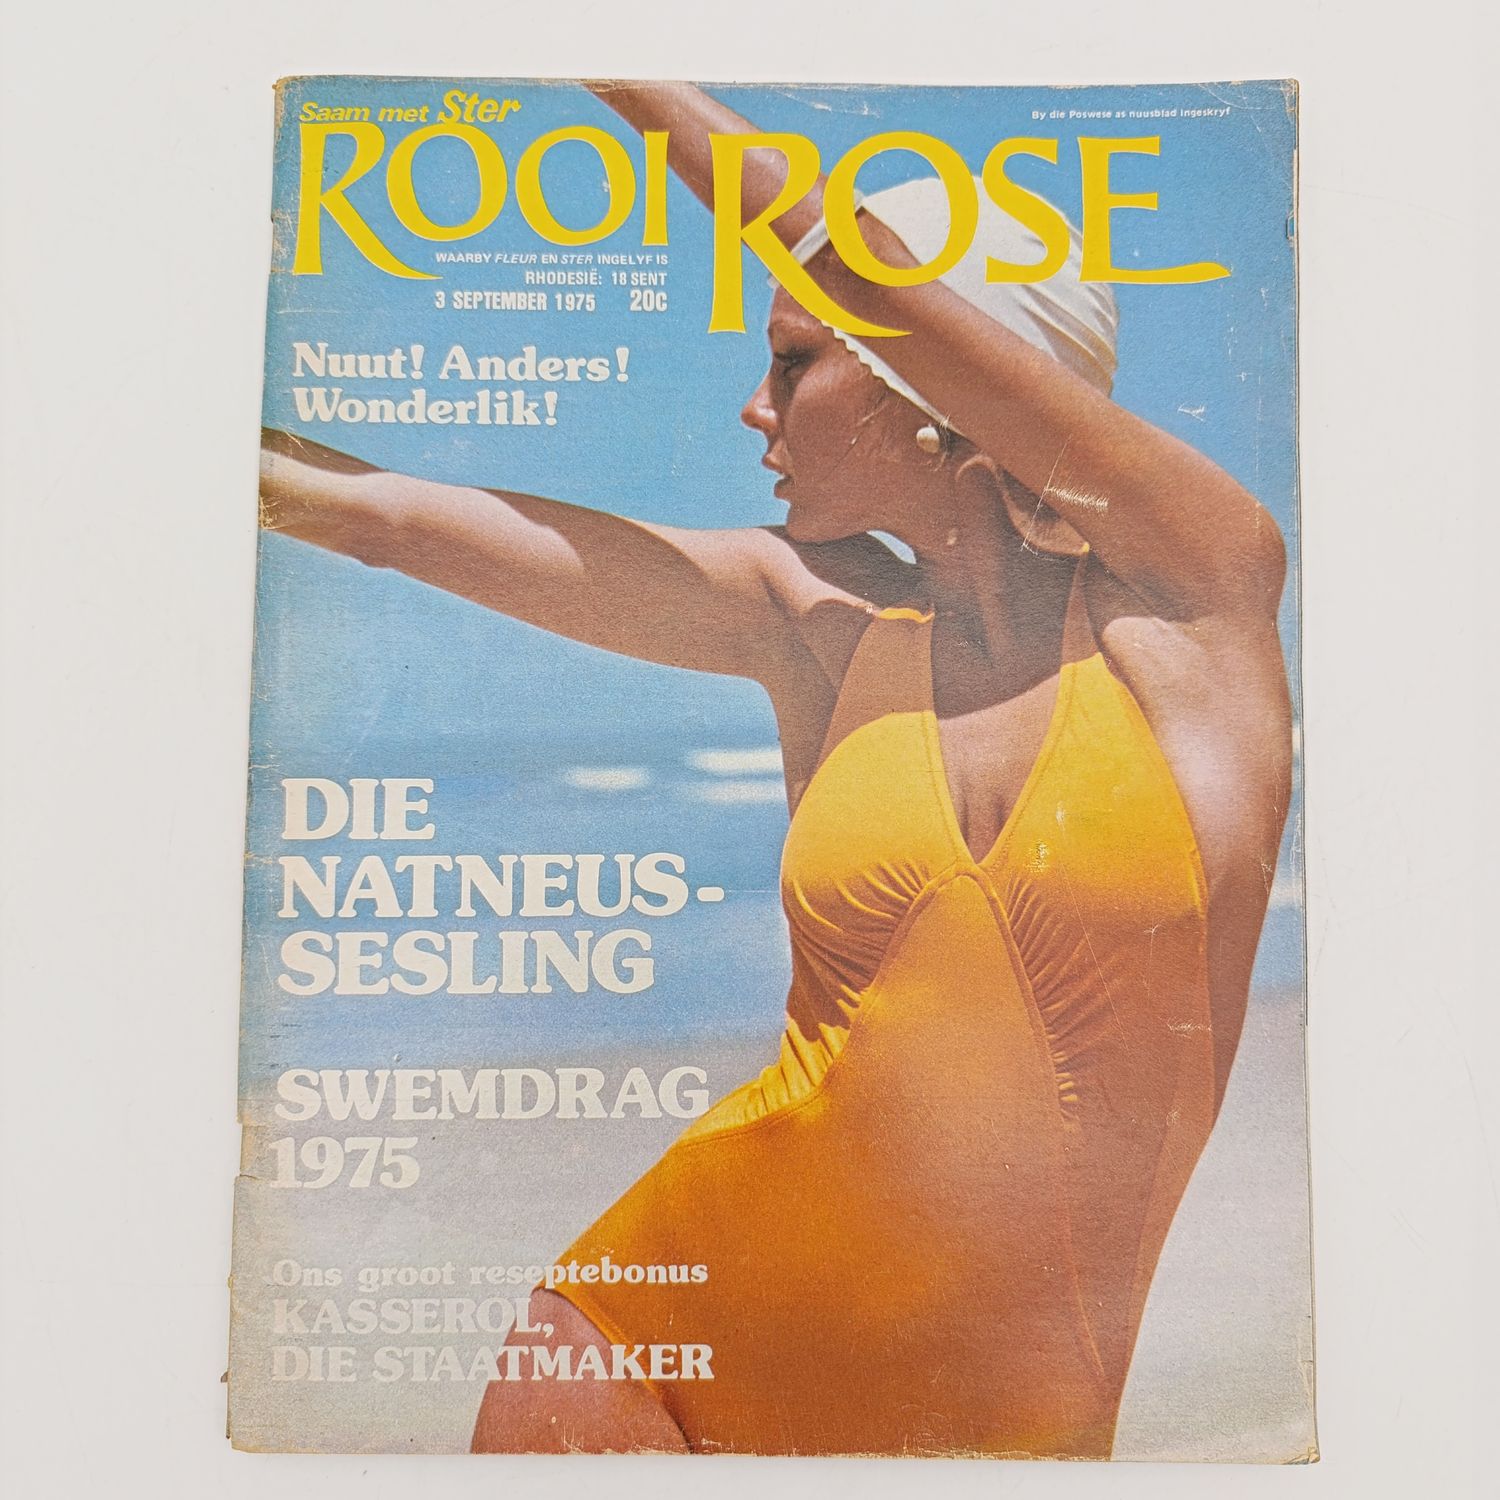 Saam met Ster
By die Poswese as nuusblad ingeskryf
ROOI ROSE
WAARBY FLEUR EN STER INGELYF IS
RHODESIË: 18 SENT
3 SEPTEMBER 1975 20C
Nuut! Anders!
Wonderlik!
DIE
NATNEUS-
SESLING
SWEMDRAG
1975
Ons groot reseptebonus
KASSEROL,
DIE STAATMAKER